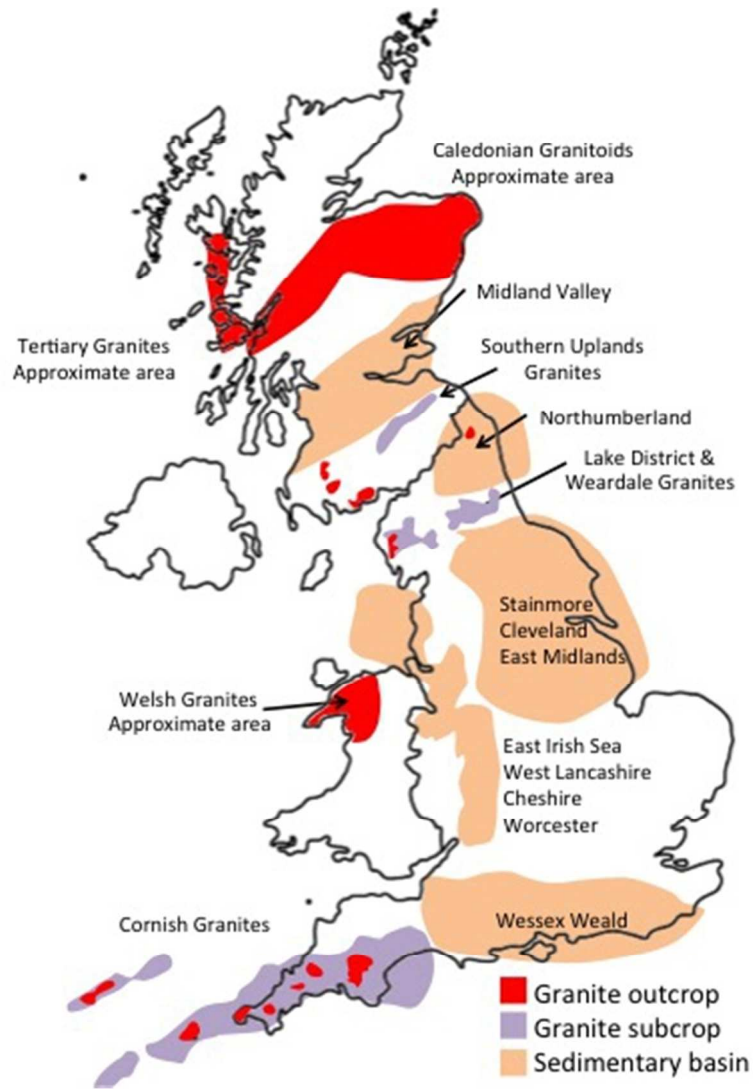 Caledonian Granitoids
Approximate area
Midland Valley
Tertiary Granites
Approximate area
Southern Uplands
Granites
Northumberland
Lake District &
Weardale Granites
Stainmore
Cleveland
East Midlands
Welsh Granites
Approximate area
East Irish Sea
West Lancashire
Cheshire
Worcester
Cornish Granites
Wessex Weald
Granite outcrop
Granite subcrop
Sedimentary basin